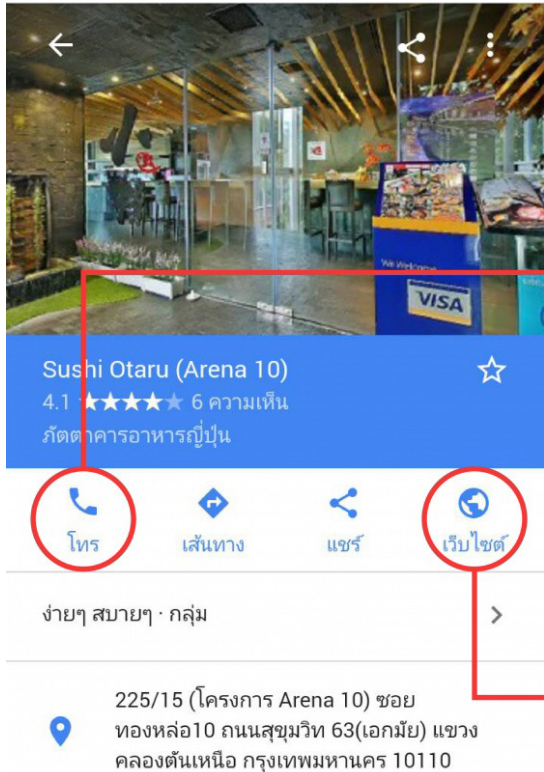 We Welcome
VISA
Sushi Otaru (Arena 10)
4.1 ★★★★★ 6 ความเห็น
ภัตตาคารอาหารญี่ปุ่น
โทร
เส้นทาง
แชร์
เว็บไซต์
ง่ายๆ สบายๆ · กลุ่ม
225/15 (โครงการ Arena 10) ซอย
ทองหล่อ10 ถนนสุขุมวิท 63(เอกมัย) แขวง
คลองตันเหนือ กรุงเทพมหานคร 10110